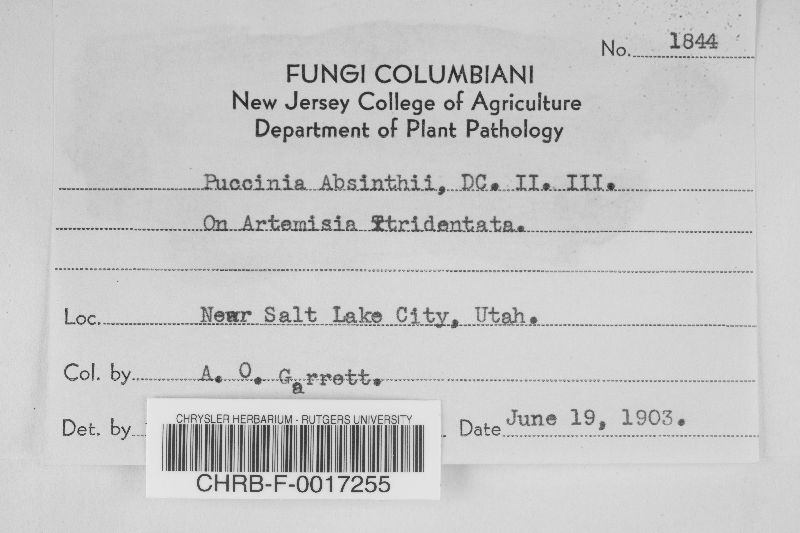 No. 1844
FUNGI COLUMBIANI
New Jersey College of Agriculture
Department of Plant Pathology
Puccinia Absinthii, DC. II. III.
On Artemisia tridentata.
Loc. Near Salt Lake City, Utah.
Col. by A. O. Garrett.
Det. by
Date June 19, 1903.
CHRYSLER HERBARIUM - RUTGERS UNIVERSITY
CHRB-F-0017255